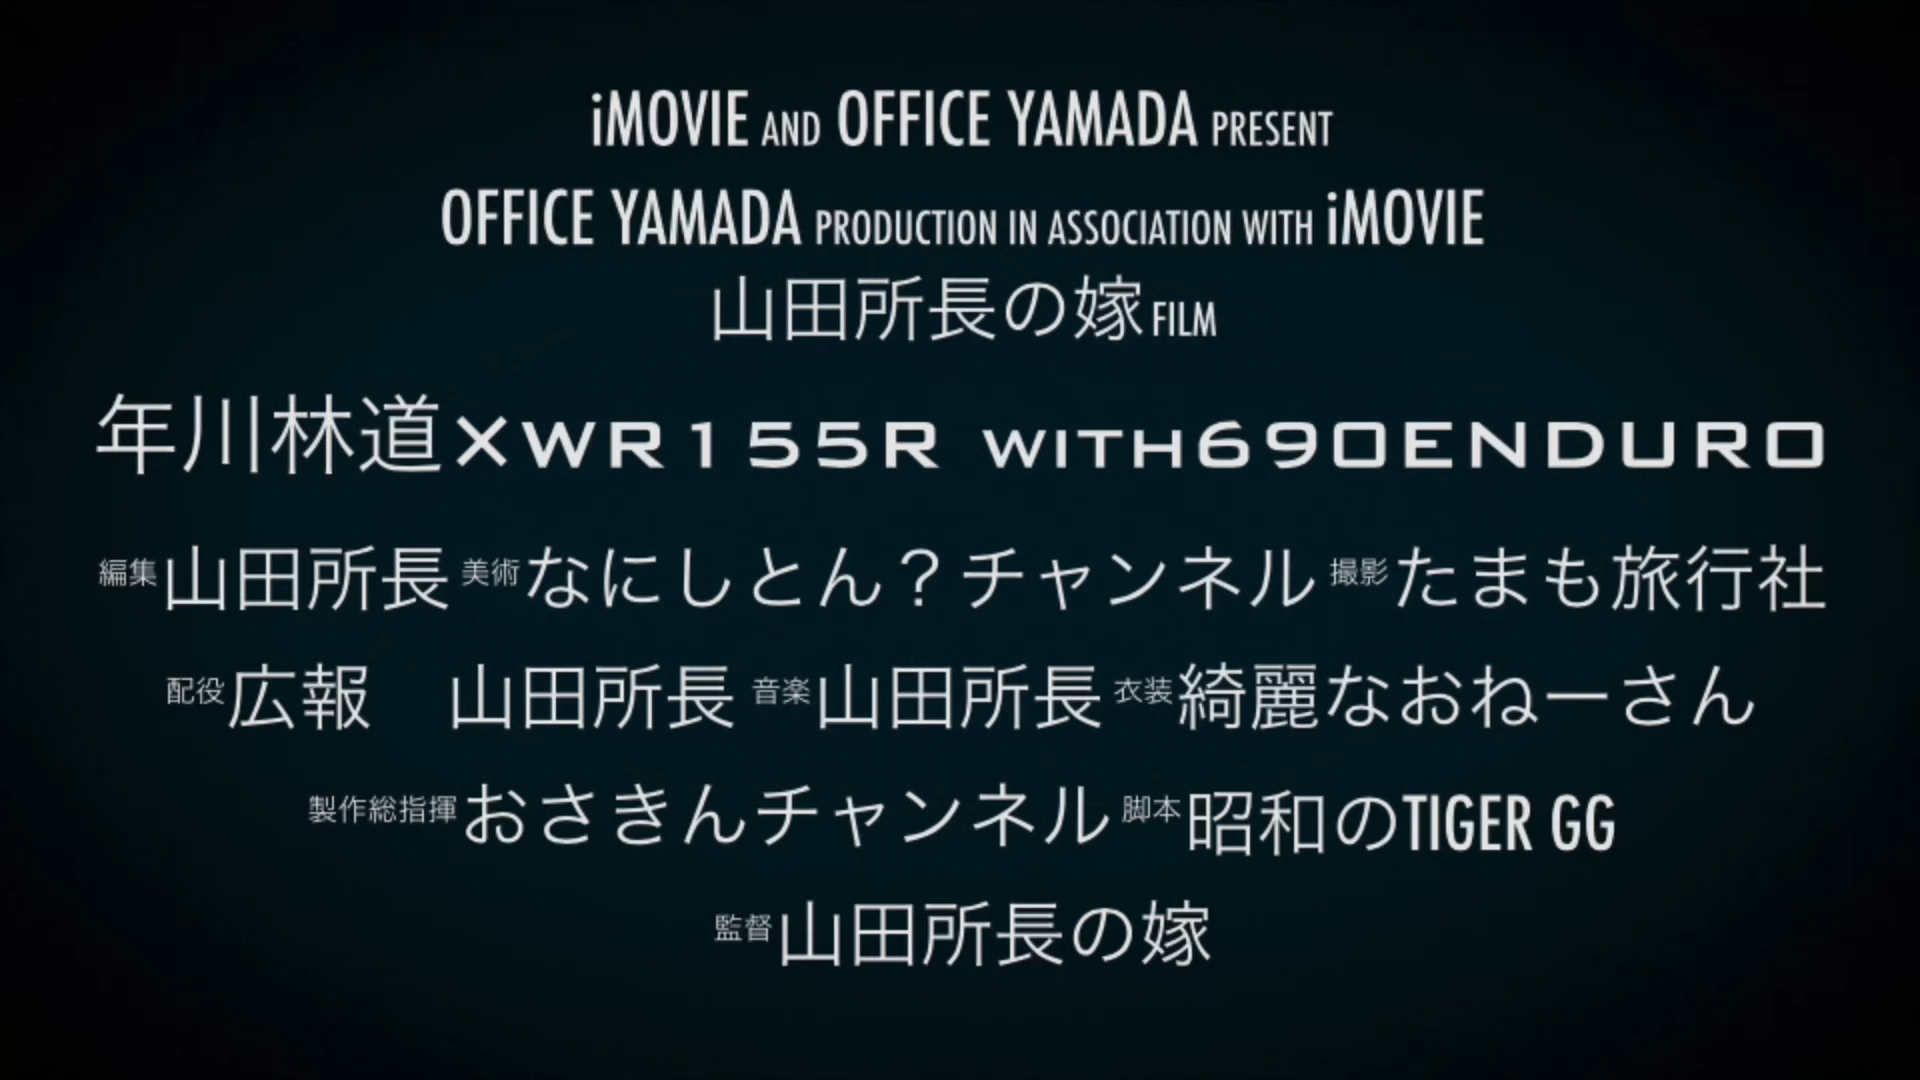 iMOVIE AND OFFICE YAMADA PRESENT
OFFICE YAMADA PRODUCTION IN ASSOCIATION WITH iMOVIE
山田所長の嫁 FILM
年川林道×WR155R WITH690ENDURO
編集 山田所長 美術 なにしとん？チャンネル 撮影 たまも旅行社
配役 広報　山田所長 音楽 山田所長 衣装 綺麗なおねーさん
製作総指揮 おさきんチャンネル 脚本 昭和のTIGER GG
監督 山田所長の嫁